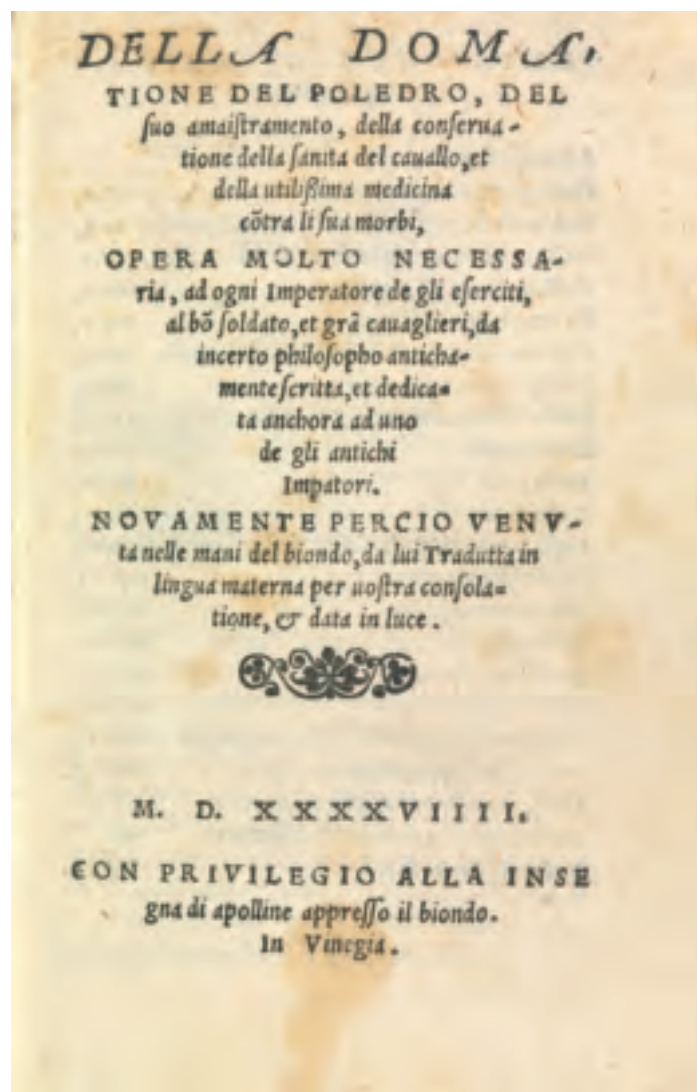 DELLA DOMA,
TIONE DEL POLEDRO, DEL
ſuo amaiſtramento, della conſerua-
tione della ſanita del cauallo, et
della utilißima medicina
cõtra li ſua morbi,
OPERA MOLTO NECESSA-
ria, ad ogni Imperatore de gli eſerciti,
al bõ ſoldato, et grã cauaglieri, da
incerto philoſopho anticha-
mente ſcritta, et dedica=
ta anchora ad uno
de gli antichi
Impatori.
NOVAMENTE PERCIO VENV-
ta nelle mani del biondo, da lui Tradutta in
lingua materna per uoſtra conſola=
tione, & data in luce.
M. D. XXXXVIIII.
CON PRIVILEGIO ALLA INSE
gna di apolline appreſſo il biondo.
In Vinegia.